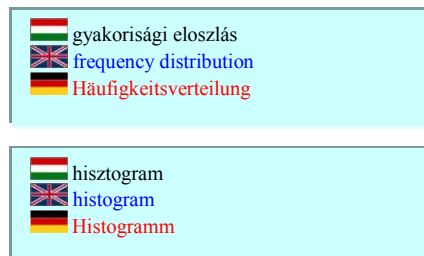 gyakorisági eloszlás
frequency distribution
Häufigkeitsverteilung
hisztogram
histogram
Histogramm